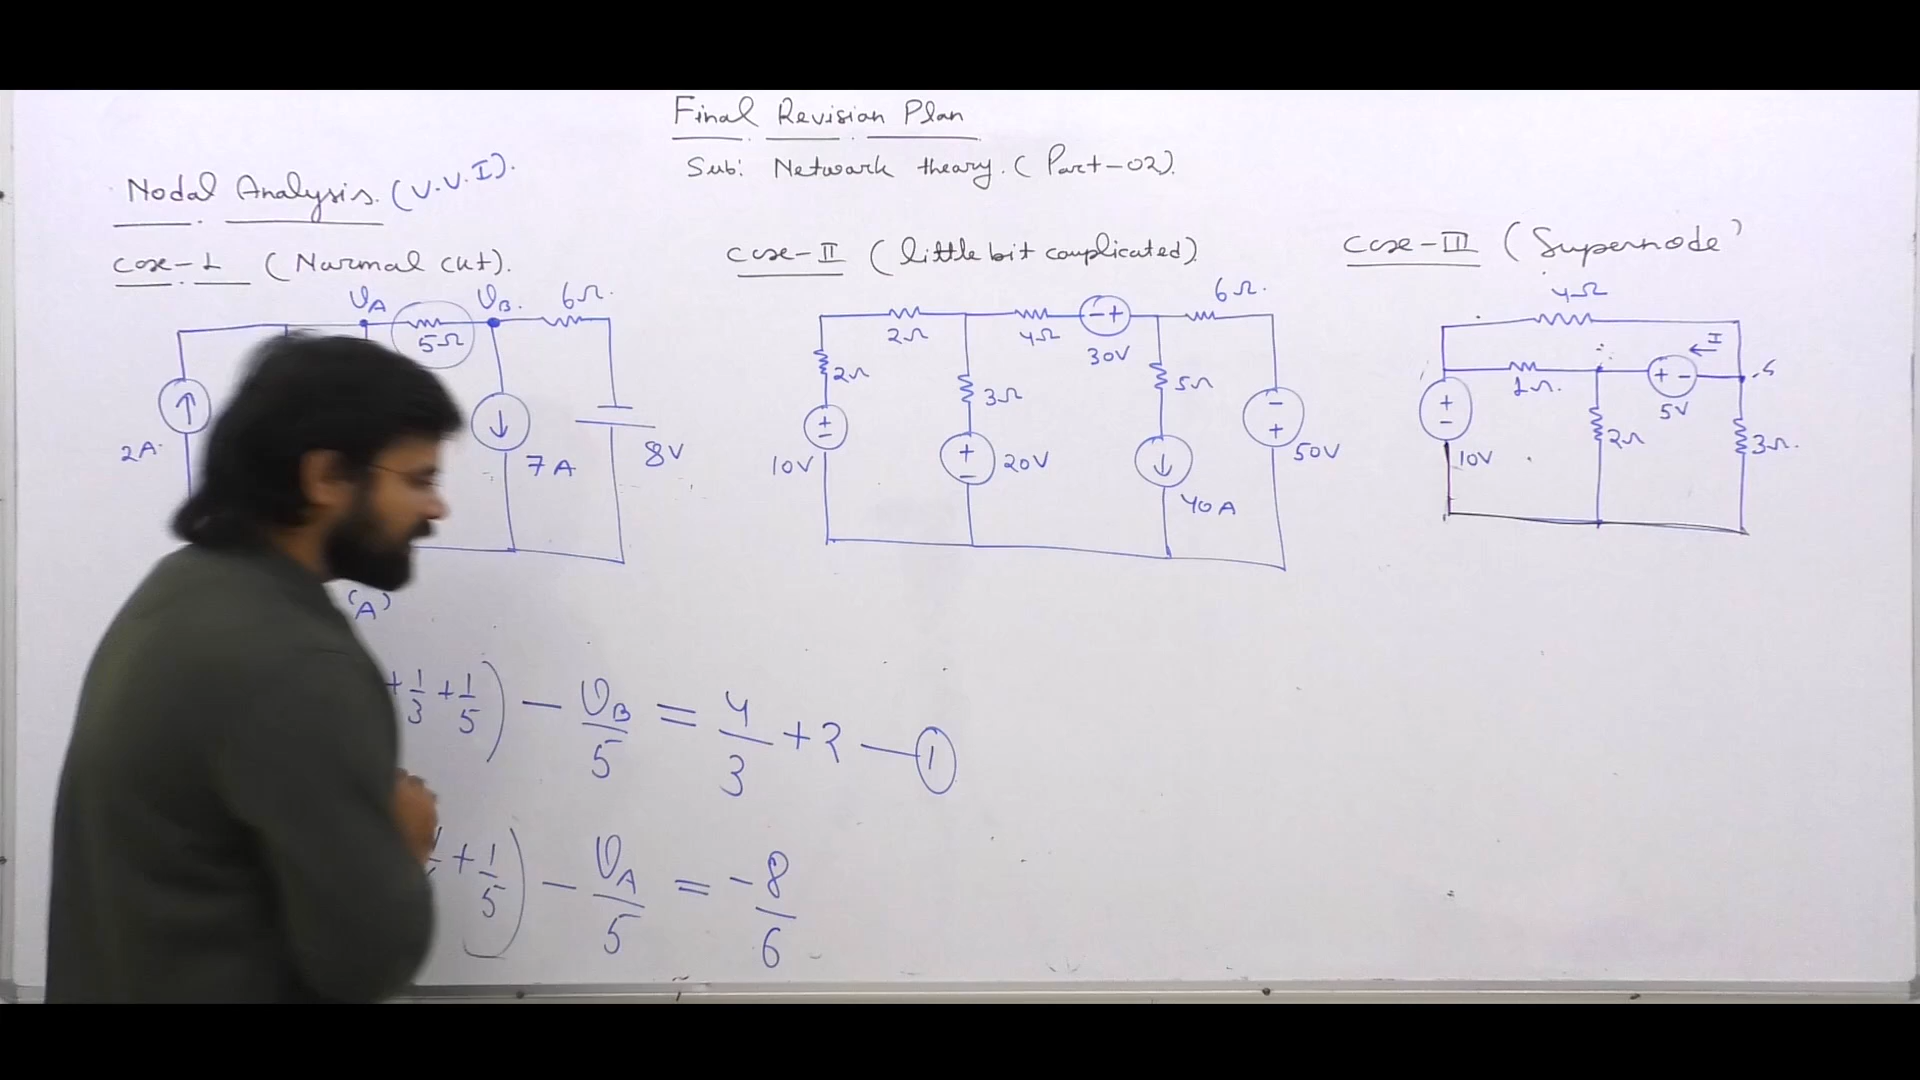 Final Revision Plan
Sub: Network theory. (Part-02).
Nodal Analysis. (V.V.I).
Case-I (Normal ckt).
VA VB. 6Ω.
5Ω
2A.
7A
8V
Case-II (little bit complicated)
6Ω.
2Ω 4Ω 30V
2Ω 3Ω 5Ω
10V 20V 50V
40A
Case-III (Supernode)
4Ω
I
1Ω. 5V
2Ω 3Ω.
10V
(A)
+1/3 +1/5) - VB/5 = 4/3 + 2 — ①
+ 1/5) - VA/5 = -8/6